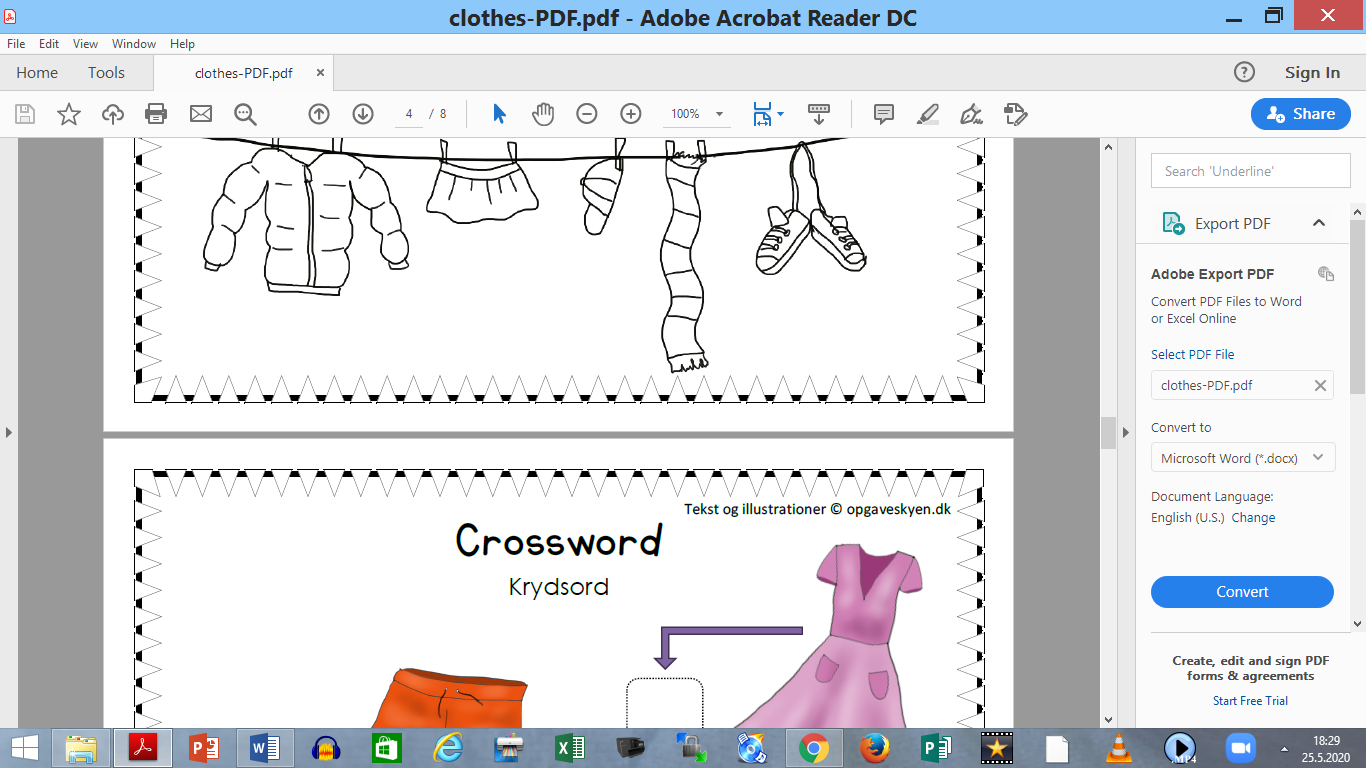 clothes-PDF.pdf - Adobe Acrobat Reader DC
File Edit View Window Help
Home Tools clothes-PDF.pdf × Sign In
4 / 8 100% Share
Search 'Underline'
Export PDF
Adobe Export PDF
Convert PDF Files to Word
or Excel Online
Select PDF File
clothes-PDF.pdf
Convert to
Microsoft Word (*.docx)
Document Language:
English (U.S.) Change
Convert
Create, edit and sign PDF
forms & agreements
Start Free Trial
Tekst og illustrationer © opgaveskyen.dk
Crossword
Krydsord
MP4
18:29
25.5.2020